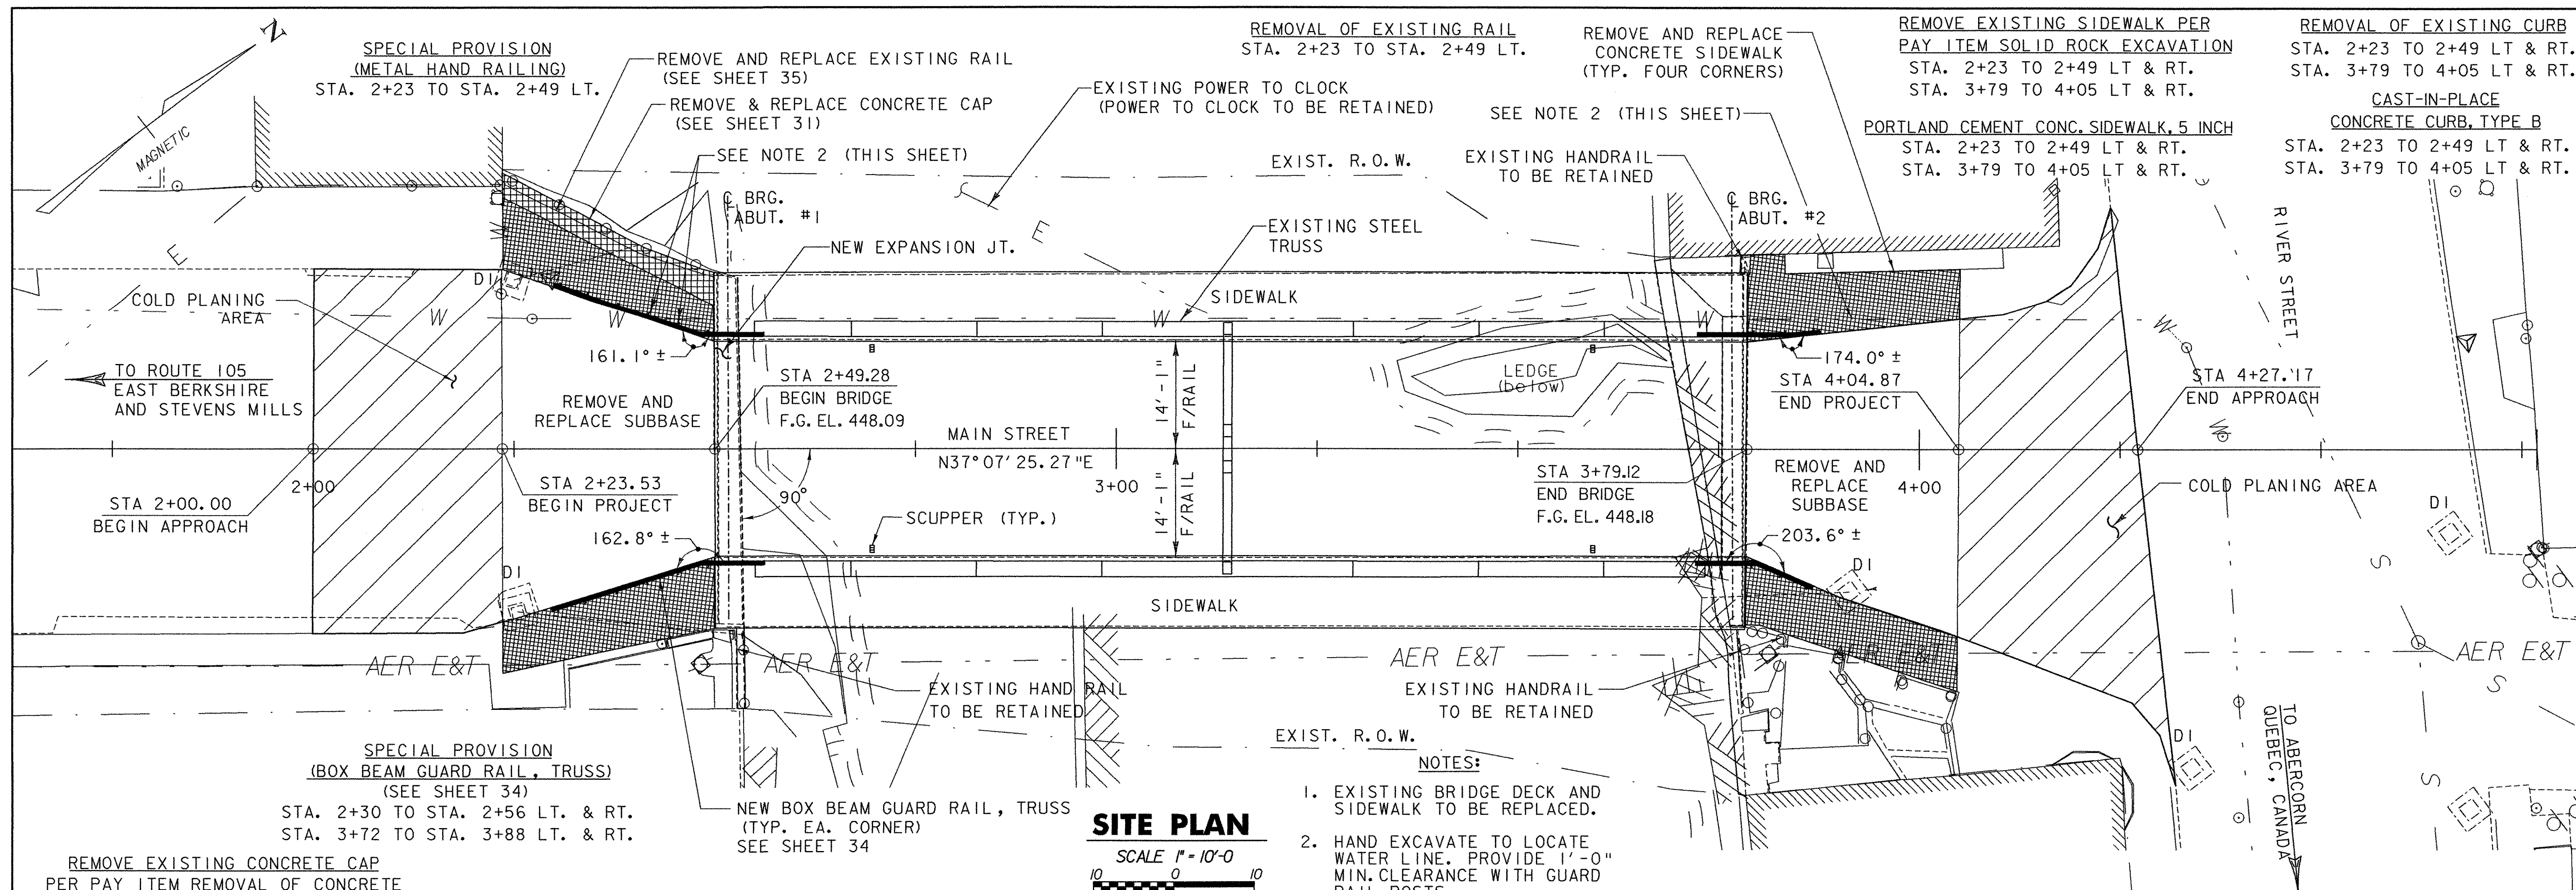 N
MAGNETIC
SPECIAL PROVISION
(METAL HAND RAILING)
STA. 2+23 TO STA. 2+49 LT.
REMOVE AND REPLACE EXISTING RAIL
(SEE SHEET 35)
REMOVE & REPLACE CONCRETE CAP
(SEE SHEET 31)
SEE NOTE 2 (THIS SHEET)
EXISTING POWER TO CLOCK
(POWER TO CLOCK TO BE RETAINED)
REMOVAL OF EXISTING RAIL
STA. 2+23 TO STA. 2+49 LT.
REMOVE AND REPLACE
CONCRETE SIDEWALK
(TYP. FOUR CORNERS)
SEE NOTE 2 (THIS SHEET)
EXISTING HANDRAIL
TO BE RETAINED
REMOVE EXISTING SIDEWALK PER
PAY ITEM SOLID ROCK EXCAVATION
STA. 2+23 TO 2+49 LT & RT.
STA. 3+79 TO 4+05 LT & RT.
PORTLAND CEMENT CONC. SIDEWALK, 5 INCH
STA. 2+23 TO 2+49 LT & RT.
STA. 3+79 TO 4+05 LT & RT.
REMOVAL OF EXISTING CURB
STA. 2+23 TO 2+49 LT & RT.
STA. 3+79 TO 4+05 LT & RT.
CAST-IN-PLACE
CONCRETE CURB, TYPE B
STA. 2+23 TO 2+49 LT & RT.
STA. 3+79 TO 4+05 LT & RT.
EXIST. R.O.W.
℄ BRG.
ABUT. #1
NEW EXPANSION JT.
EXISTING STEEL
TRUSS
℄ BRG.
ABUT. #2
RIVER STREET
E
E
DI
COLD PLANING
AREA
W
W
W
W
W
W
W
SIDEWALK
161.1° ±
174.0° ±
TO ROUTE 105
EAST BERKSHIRE
AND STEVENS MILLS
REMOVE AND
REPLACE SUBBASE
STA 2+49.28
BEGIN BRIDGE
F.G. EL. 448.09
14'-1"
F/RAIL
LEDGE
(below)
STA 4+04.87
END PROJECT
STA 4+27.17
END APPROACH
MAIN STREET
N37°07'25.27"E
STA 2+00.00
BEGIN APPROACH
2+00
STA 2+23.53
BEGIN PROJECT
90°
3+00
14'-1"
F/RAIL
STA 3+79.12
END BRIDGE
F.G. EL. 448.18
REMOVE AND
REPLACE
SUBBASE
4+00
COLD PLANING AREA
DI
162.8° ±
SCUPPER (TYP.)
203.6° ±
DI
DI
SIDEWALK
S
AER E&T
AER E&T
AER E&T
AER E&T
AER E&T
S
EXISTING HAND RAIL
TO BE RETAINED
EXISTING HANDRAIL
TO BE RETAINED
EXIST. R.O.W.
DI
S
TO ABERCORN
QUEBEC, CANADA
SPECIAL PROVISION
(BOX BEAM GUARD RAIL, TRUSS)
(SEE SHEET 34)
STA. 2+30 TO STA. 2+56 LT. & RT.
STA. 3+72 TO STA. 3+88 LT. & RT.
NEW BOX BEAM GUARD RAIL, TRUSS
(TYP. EA. CORNER)
SEE SHEET 34
REMOVE EXISTING CONCRETE CAP
PER PAY ITEM REMOVAL OF CONCRETE
SITE PLAN
SCALE 1" = 10'-0
10 0 10
NOTES:
1. EXISTING BRIDGE DECK AND
SIDEWALK TO BE REPLACED.
2. HAND EXCAVATE TO LOCATE
WATER LINE. PROVIDE 1'-0"
MIN. CLEARANCE WITH GUARD
RAIL POSTS